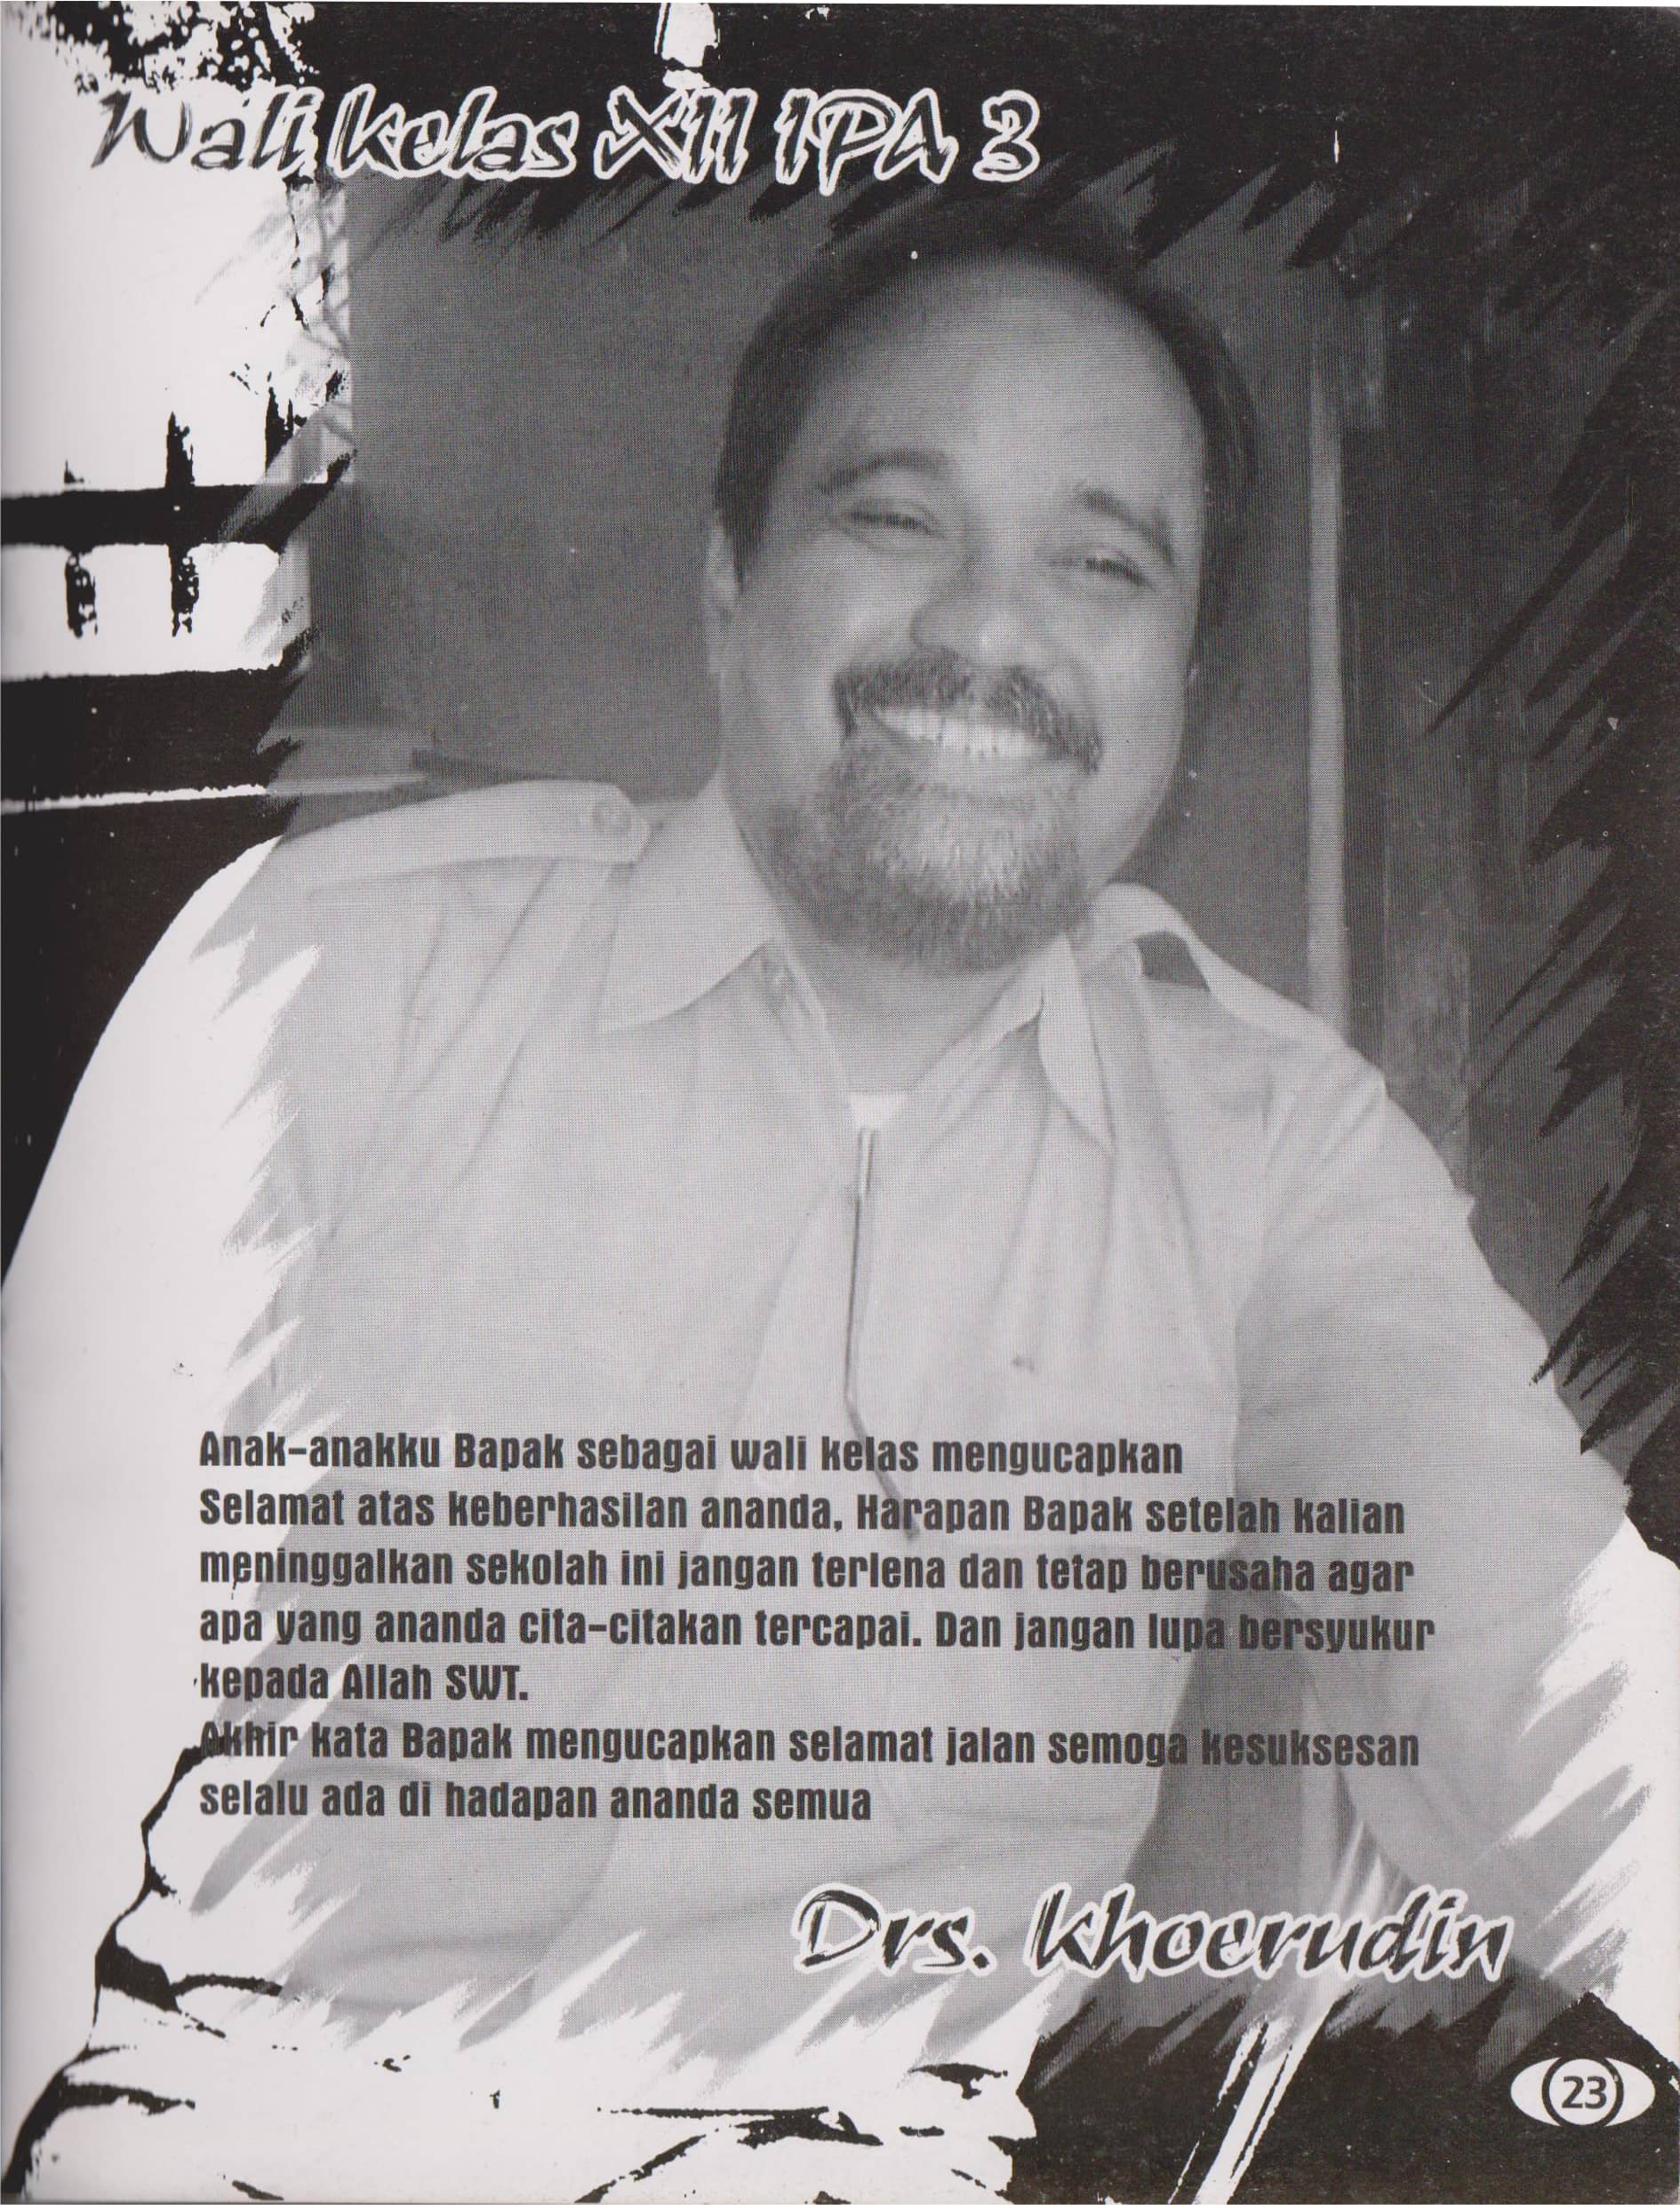 Wali kelas XII IPA 3
Anak-anakku Bapak sebagai wali kelas mengucapkan
Selamat atas keberhasilan ananda, Harapan Bapak setelah kalian
meninggalkan sekolah ini jangan terlena dan tetap berusaha agar
apa yang ananda cita-citakan tercapai. Dan jangan lupa bersyukur
kepada Allah SWT.
Akhir kata Bapak mengucapkan selamat jalan semoga kesuksesan
selalu ada di hadapan ananda semua
Drs. Khoerudin
23